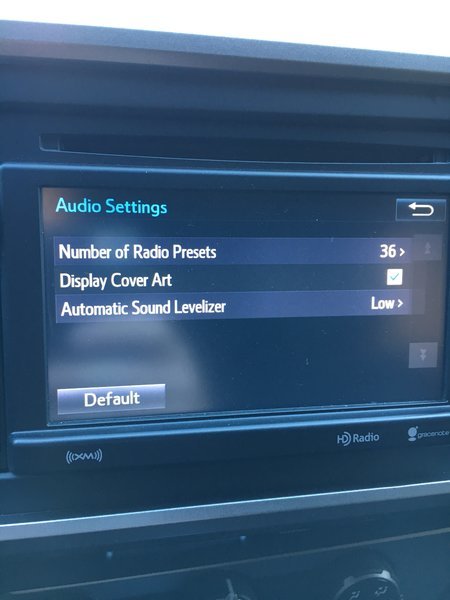 Audio Settings
Number of Radio Presets 36 >
Display Cover Art
Automatic Sound Levelizer Low >
Default
((XM))
HD Radio
gracenote